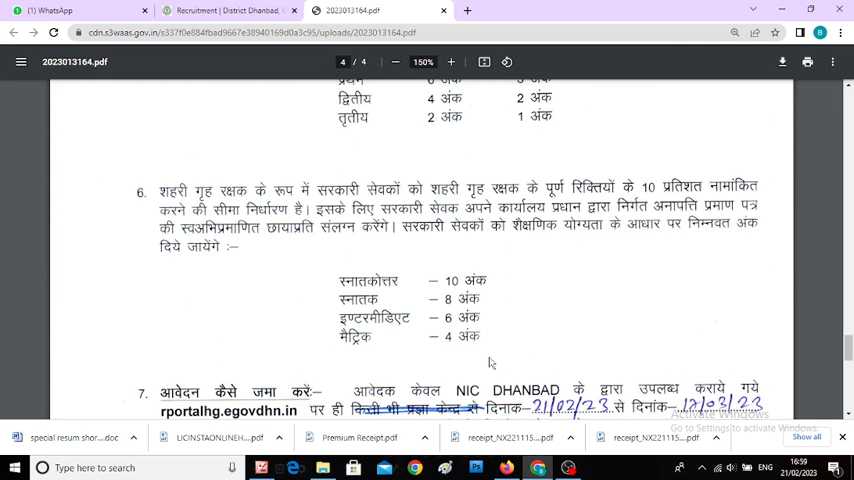 (1) WhatsApp
Recruitment | District Dhanbad, G
2023013164.pdf
cdn.s3waas.gov.in/s337f0e884fbad9667e38940169d0a3c95/uploads/2023013164.pdf
2023013164.pdf
4 / 4
150%
द्वितीय 4 अंक 2 अंक
तृतीय 2 अंक 1 अंक
6. शहरी गृह रक्षक के रूप में सरकारी सेवकों को शहरी गृह रक्षक के पूर्ण रिक्तियों के 10 प्रतिशत नामांकित
करने की सीमा निर्धारण है। इसके लिए सरकारी सेवक अपने कार्यालय प्रधान द्वारा निर्गत अनापत्ति प्रमाण पत्र
की स्वअभिप्रमाणित छायाप्रति संलग्न करेंगे। सरकारी सेवकों को शैक्षणिक योग्यता के आधार पर निम्नवत अंक
दिये जायेंगे :–
स्नातकोत्तर – 10 अंक
स्नातक – 8 अंक
इण्टरमीडिएट – 6 अंक
मैट्रिक – 4 अंक
7. आवेदन कैसे जमा करें:– आवेदक केवल NIC DHANBAD के द्वारा उपलब्ध कराये गये
rportalhg.egovdhn.in पर ही किसी भी प्रज्ञा केन्द्र से दिनांक–21/02/23 से दिनांक–12/03/23
Activate Windows
Go to Settings to activate Windows.
special resum shor....doc
LICINSTAONLINEH....pdf
Premium Receipt.pdf
receipt_NX221115....pdf
receipt_NX221115....pdf
Show all
Type here to search
ENG
16:59
21/02/2023